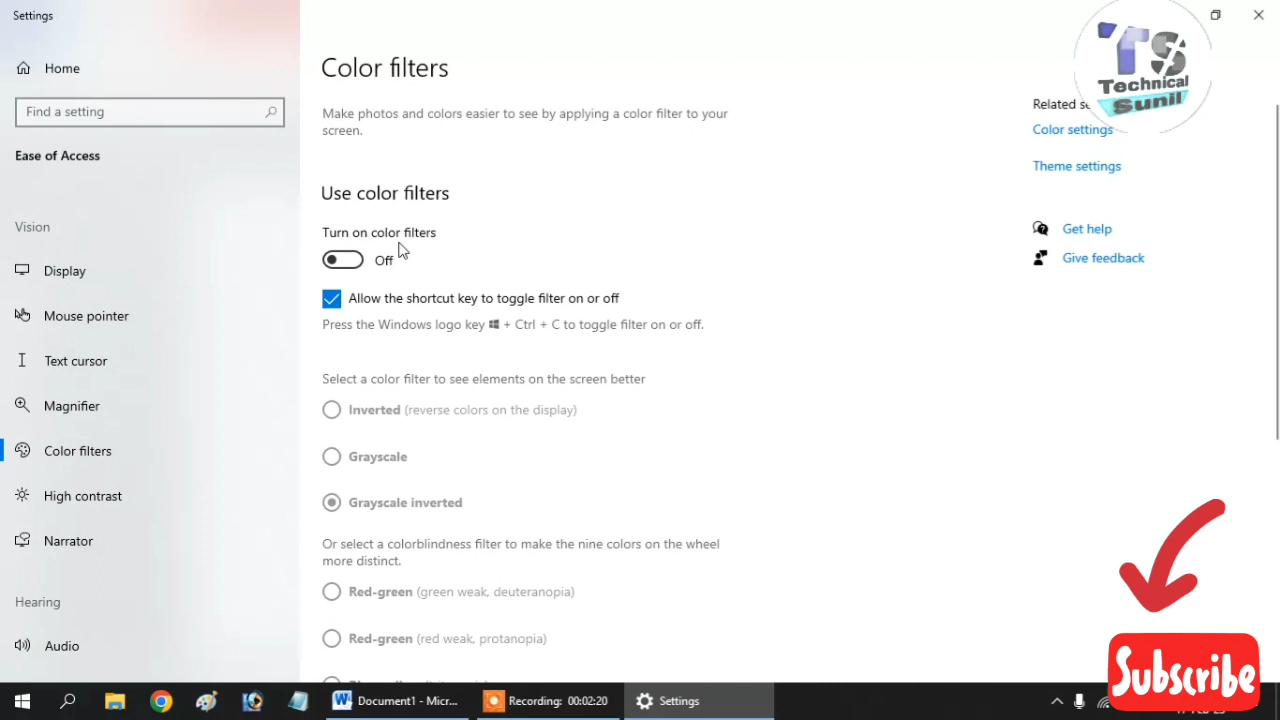 Settings
Home
Find a setting
Ease of Access
Vision
Display
Mouse pointer
Text cursor
Magnifier
Color filters
High contrast
Narrator
Hearing
Audio
Color filters
Make photos and colors easier to see by applying a color filter to your
screen.
Use color filters
Turn on color filters
Off
Allow the shortcut key to toggle filter on or off
Press the Windows logo key + Ctrl + C to toggle filter on or off.
Select a color filter to see elements on the screen better
Inverted (reverse colors on the display)
Grayscale
Grayscale inverted
Or select a colorblindness filter to make the nine colors on the wheel
more distinct.
Red-green (green weak, deuteranopia)
Red-green (red weak, protanopia)
TS
Technical
Sunil
Related
Color settings
Theme settings
Get help
Give feedback
Subscribe
Document1 - Micr...
Recording: 00:02:20
Settings